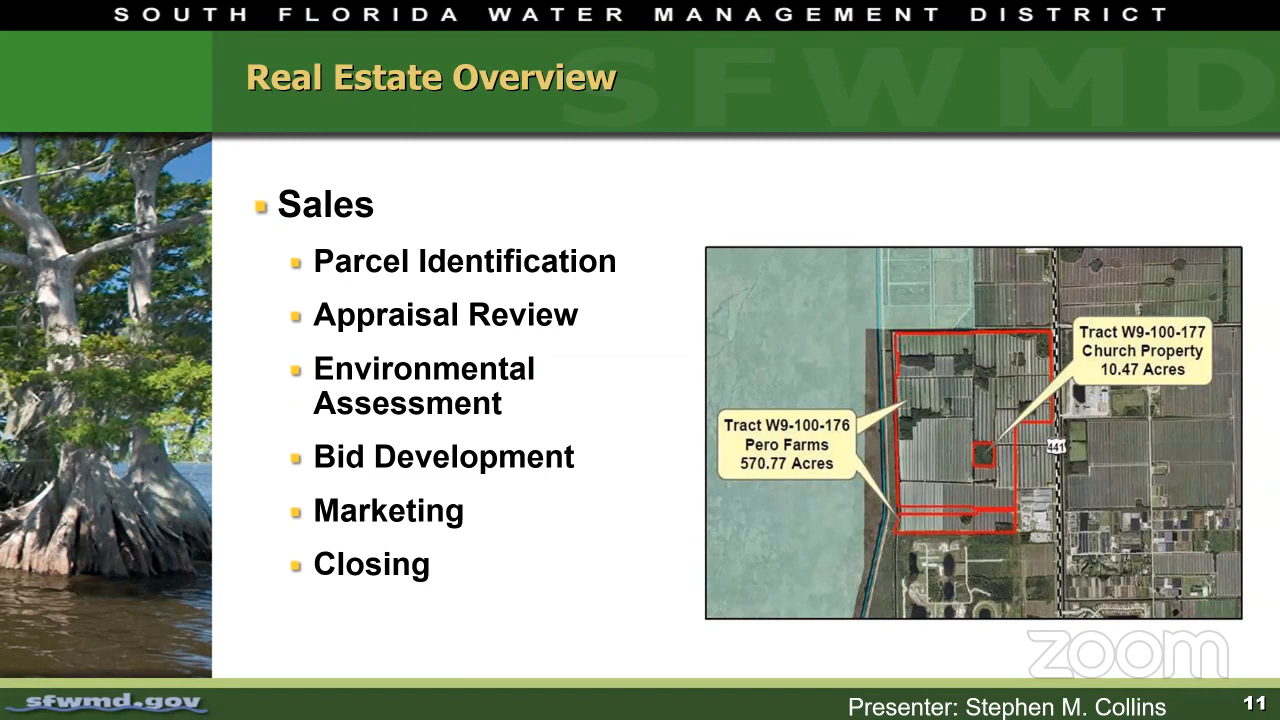 SOUTH FLORIDA WATER MANAGEMENT DISTRICT
SFWMD
Real Estate Overview
Sales
Parcel Identification
Appraisal Review
Environmental
Assessment
Bid Development
Marketing
Closing
Tract W9-100-177
Church Property
10.47 Acres
Tract W9-100-176
Pero Farms
570.77 Acres
441
zoom
sfwmd.gov
Presenter: Stephen M. Collins
11